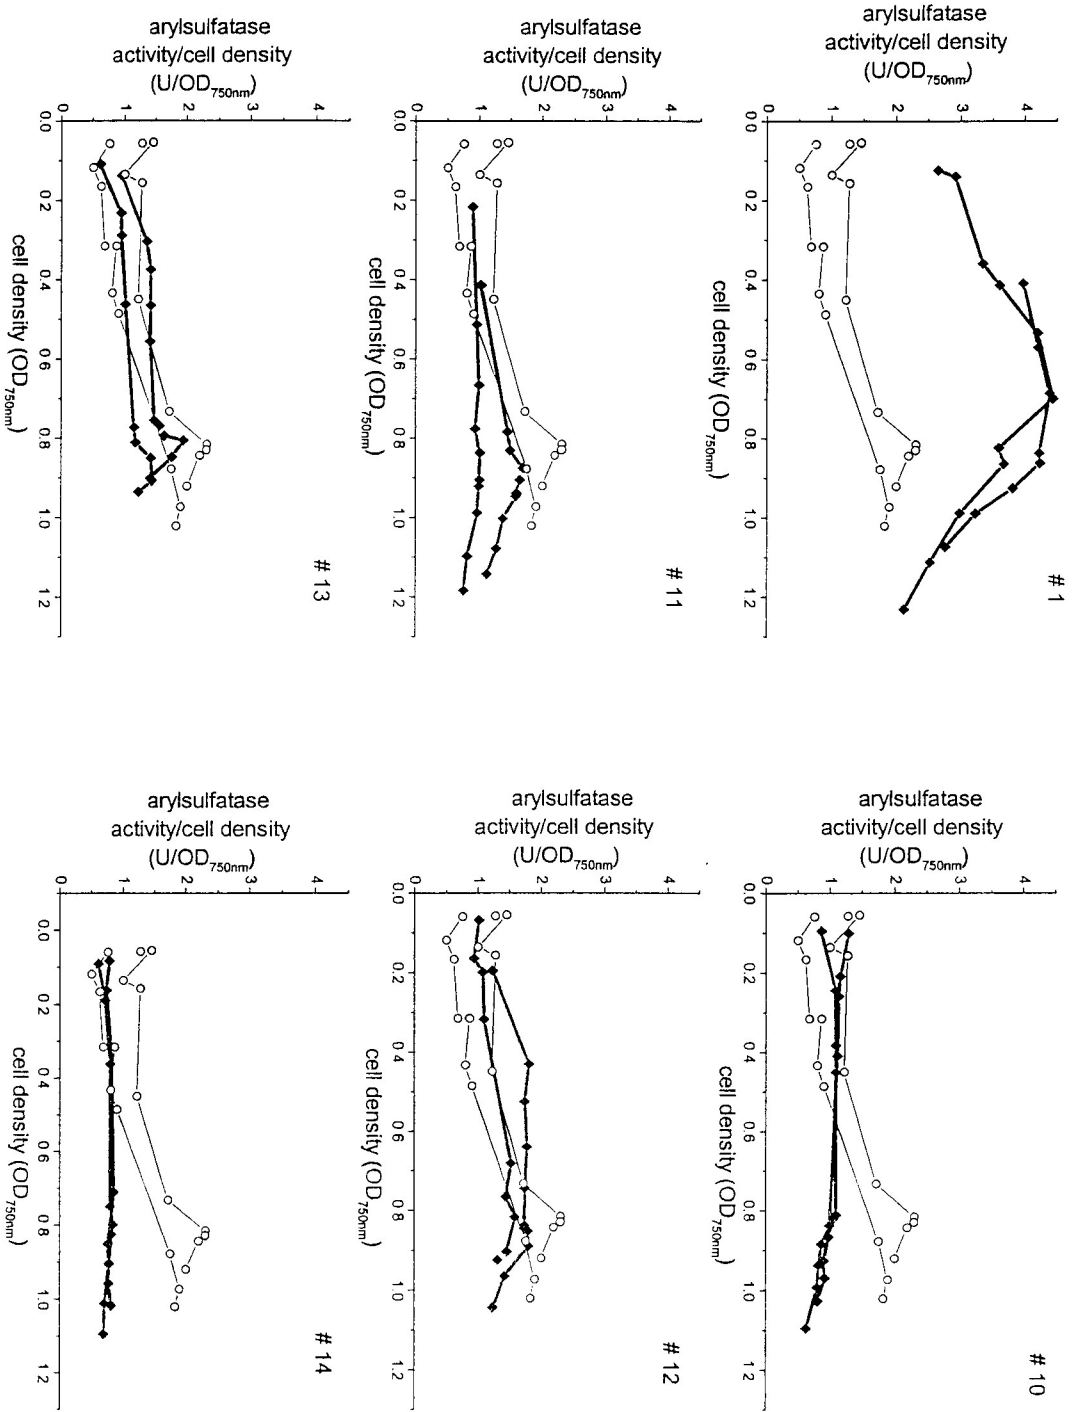 arylsulfatase
activity/cell density
(U/OD750nm)
0 1 2 3 4
0.0 0.2 0.4 0.6 0.8 1.0 1.2
cell density (OD750nm)
# 1
arylsulfatase
activity/cell density
(U/OD750nm)
0 1 2 3 4
0.0 0.2 0.4 0.6 0.8 1.0 1.2
cell density (OD750nm)
# 10
arylsulfatase
activity/cell density
(U/OD750nm)
0 1 2 3 4
0.0 0.2 0.4 0.6 0.8 1.0 1.2
cell density (OD750nm)
# 11
arylsulfatase
activity/cell density
(U/OD750nm)
0 1 2 3 4
0.0 0.2 0.4 0.6 0.8 1.0 1.2
cell density (OD750nm)
# 12
arylsulfatase
activity/cell density
(U/OD750nm)
0 1 2 3 4
0.0 0.2 0.4 0.6 0.8 1.0 1.2
cell density (OD750nm)
# 13
arylsulfatase
activity/cell density
(U/OD750nm)
0 1 2 3 4
0.0 0.2 0.4 0.6 0.8 1.0 1.2
cell density (OD750nm)
# 14